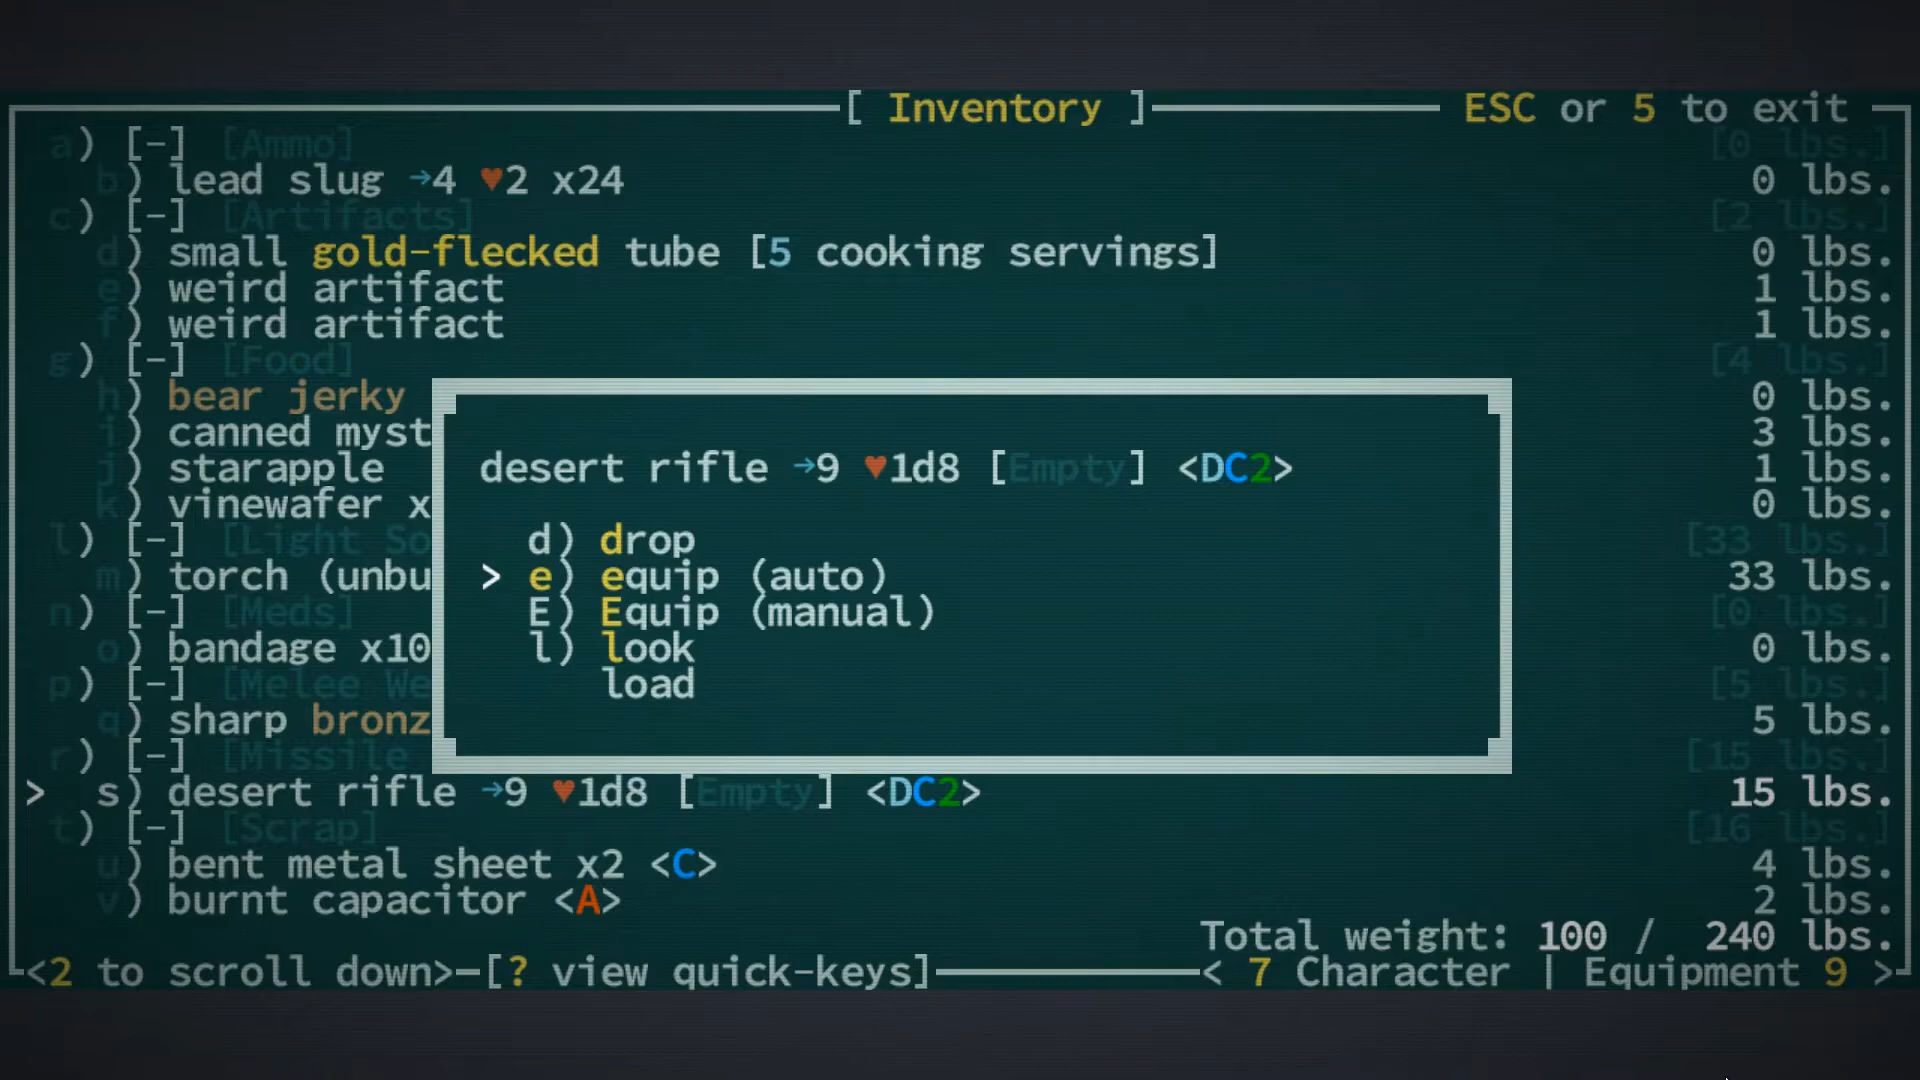 [ Inventory ] ESC or 5 to exit
a) [-] [Ammo] [0 lbs.]
b) lead slug →4 ♥2 x24 0 lbs.
c) [-] [Artifacts] [2 lbs.]
d) small gold-flecked tube [5 cooking servings] 0 lbs.
e) weird artifact 1 lbs.
f) weird artifact 1 lbs.
g) [-] [Food] [4 lbs.]
h) bear jerky 0 lbs.
i) canned myst 3 lbs.
j) starapple 1 lbs.
k) vinewafer x 0 lbs.
l) [-] [Light So [33 lbs.]
m) torch (unbu 33 lbs.
n) [-] [Meds] [0 lbs.]
o) bandage x10 0 lbs.
p) [-] [Melee We [5 lbs.]
q) sharp bronz 5 lbs.
r) [-] [Missile [15 lbs.]
> s) desert rifle →9 ♥1d8 [Empty] <DC2> 15 lbs.
t) [-] [Scrap] [16 lbs.]
u) bent metal sheet x2 <C> 4 lbs.
v) burnt capacitor <A> 2 lbs.
Total weight: 100 / 240 lbs.
<2 to scroll down> [? view quick-keys] < 7 Character | Equipment 9 >
desert rifle →9 ♥1d8 [Empty] <DC2>
d) drop
> e) equip (auto)
E) Equip (manual)
l) look
load